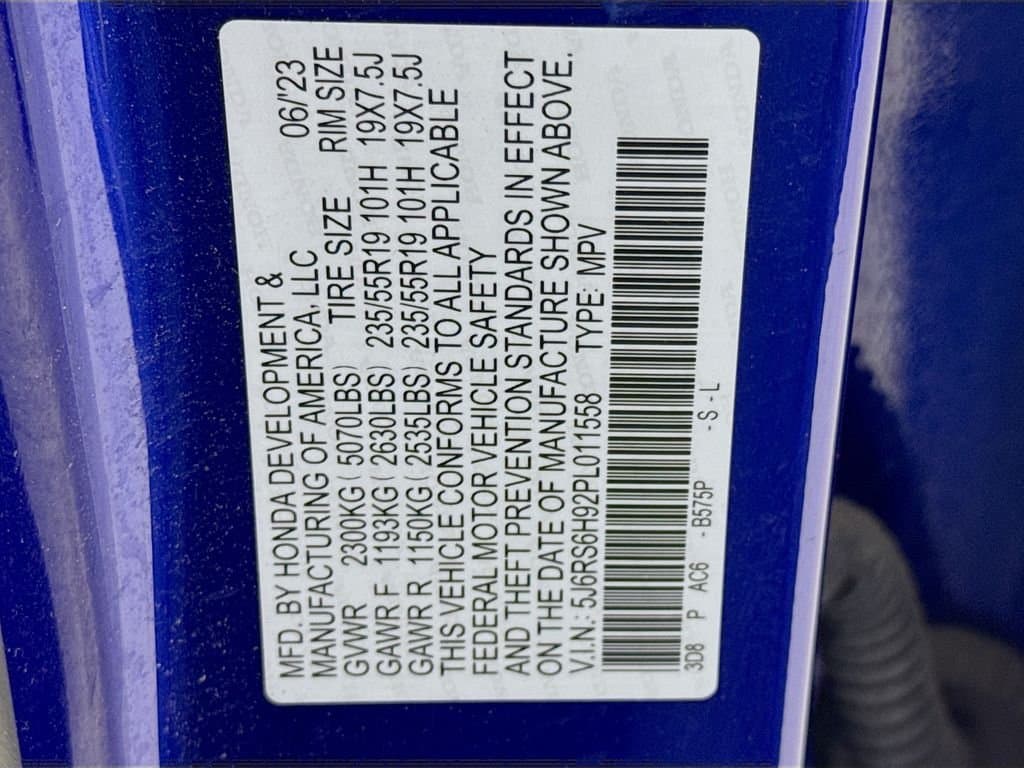 MFD. BY HONDA DEVELOPMENT &
MANUFACTURING OF AMERICA, LLC 06/'23
TIRE SIZE RIM SIZE
GVWR 2300KG ( 5070LBS)
GAWR F 1193KG ( 2630LBS) 235/55R19 101H 19X7.5J
GAWR R 1150KG ( 2535LBS) 235/55R19 101H 19X7.5J
THIS VEHICLE CONFORMS TO ALL APPLICABLE
FEDERAL MOTOR VEHICLE SAFETY
AND THEFT PREVENTION STANDARDS IN EFFECT
ON THE DATE OF MANUFACTURE SHOWN ABOVE.
V.I.N.: 5J6RS6H92PL011558 TYPE: MPV
3D8 P AC6 -B575P -S-L